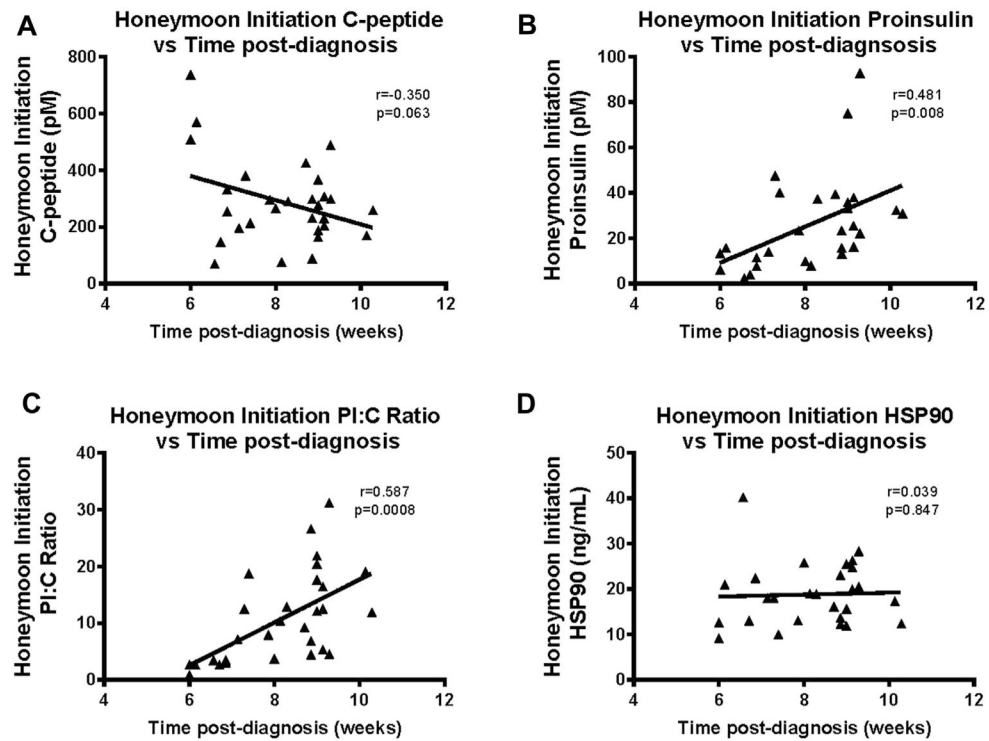 A
Honeymoon Initiation C-peptide
vs Time post-diagnosis
Honeymoon Initiation
C-peptide (pM)
800
600
400
200
0
r=-0.350
p=0.063
4 6 8 10 12
Time post-diagnosis (weeks)
B
Honeymoon Initiation Proinsulin
vs Time post-diagnsosis
Honeymoon Initiation
Proinsulin (pM)
100
80
60
40
20
0
r=0.481
p=0.008
4 6 8 10 12
Time post-diagnosis (weeks)
C
Honeymoon Initiation PI:C Ratio
vs Time post-diagnosis
Honeymoon Initiation
PI:C Ratio
40
30
20
10
0
r=0.587
p=0.0008
4 6 8 10 12
Time post-diagnosis (weeks)
D
Honeymoon Initiation HSP90
vs Time post-diagnosis
Honeymoon Initiation
HSP90 (ng/mL)
50
40
30
20
10
0
r=0.039
p=0.847
4 6 8 10 12
Time post-diagnosis (weeks)